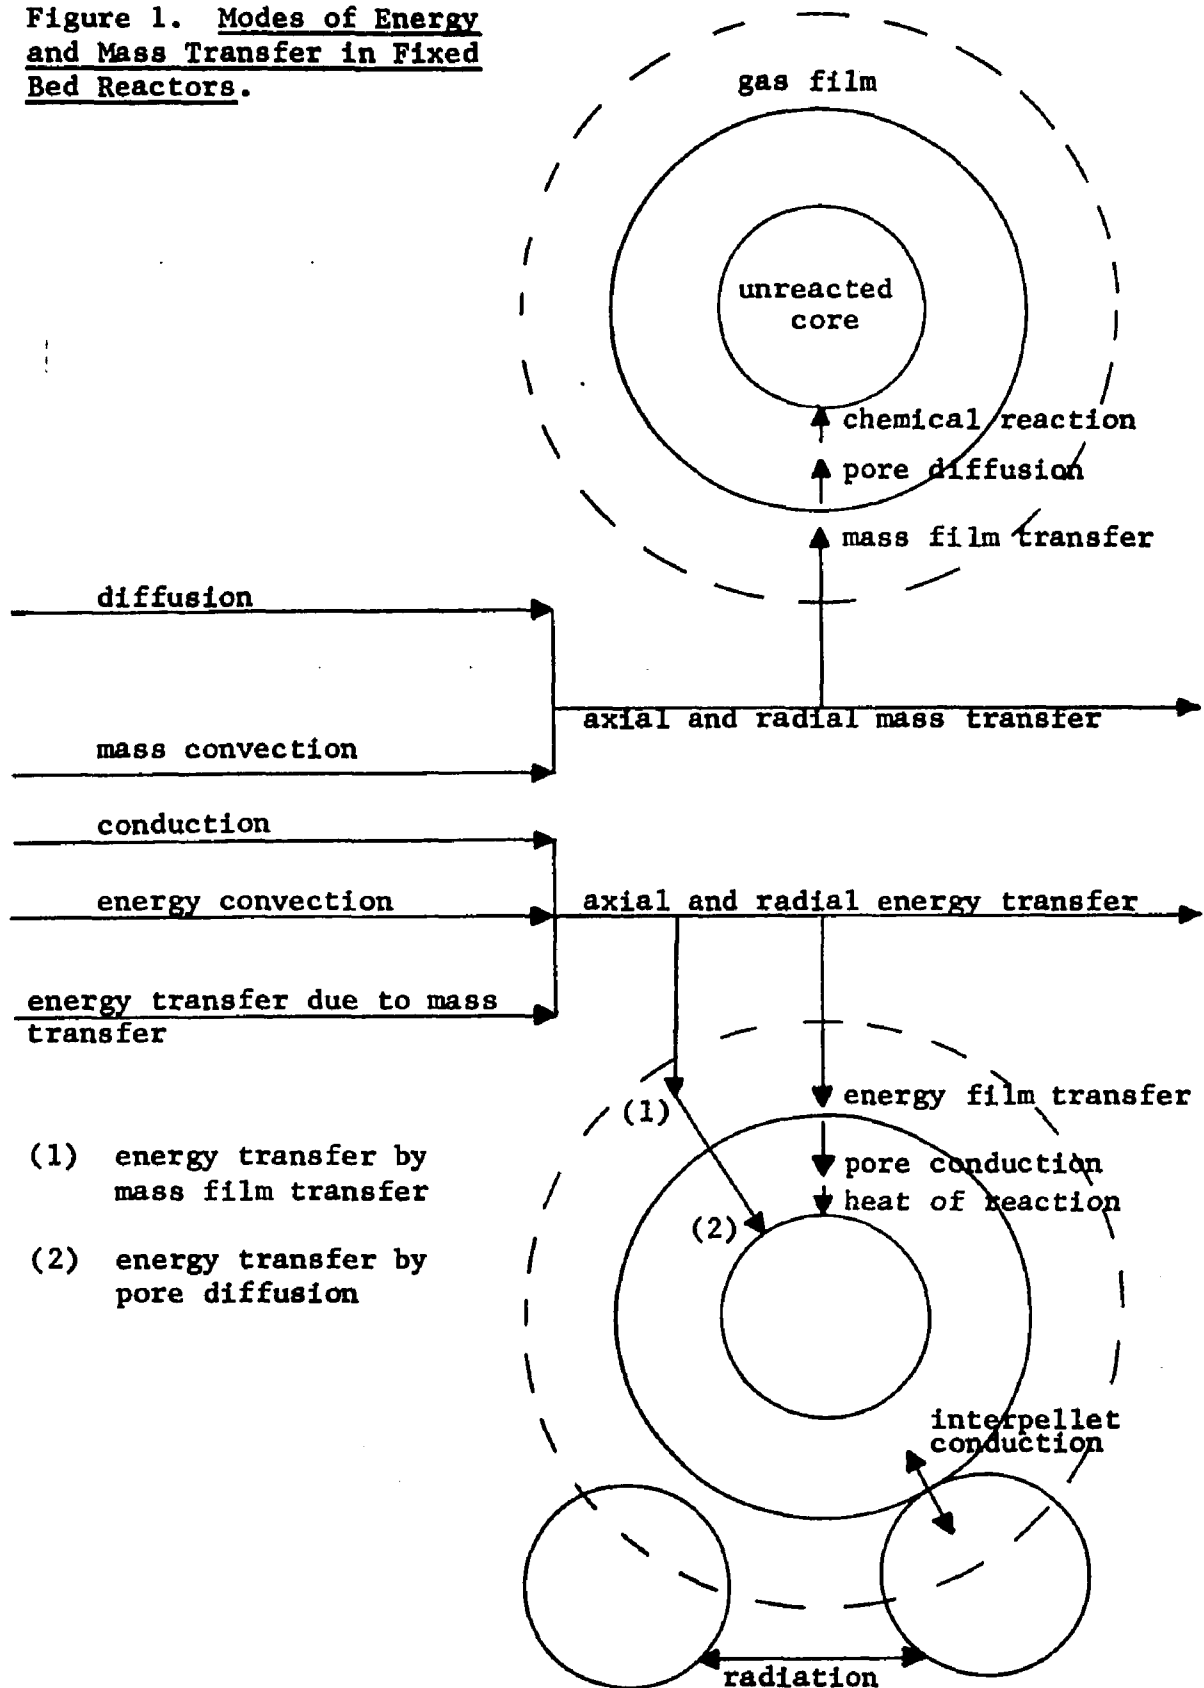 Figure 1. Modes of Energy
and Mass Transfer in Fixed
Bed Reactors.
gas film
unreacted
core
chemical reaction
pore diffusion
mass film transfer
diffusion
axial and radial mass transfer
mass convection
conduction
energy convection
axial and radial energy transfer
energy transfer due to mass
transfer
energy film transfer
(1)
(1) energy transfer by
mass film transfer
pore conduction
heat of reaction
(2)
(2) energy transfer by
pore diffusion
interpellet
conduction
radiation